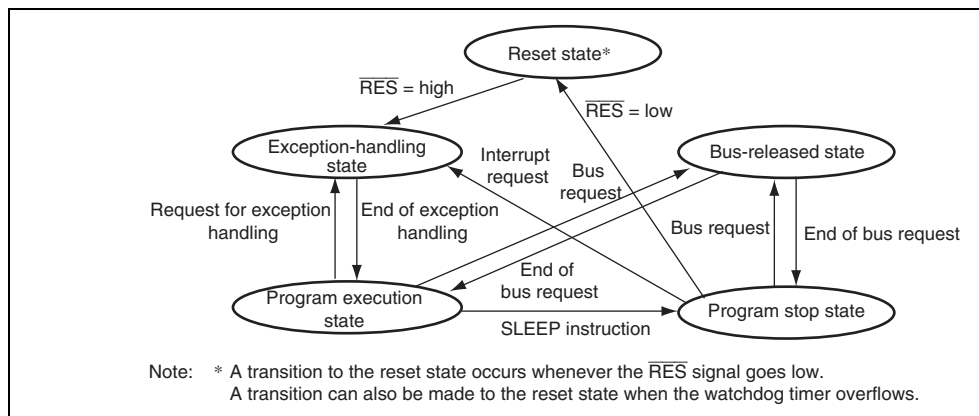 Reset state*
R̅E̅S̅ = high
R̅E̅S̅ = low
Exception-handling
state
Interrupt
request
Bus
request
Bus-released state
Request for exception
handling
End of exception
handling
Bus request
End of bus request
End of
bus request
Program execution
state
SLEEP instruction
Program stop state
Note: * A transition to the reset state occurs whenever the R̅E̅S̅ signal goes low.
A transition can also be made to the reset state when the watchdog timer overflows.